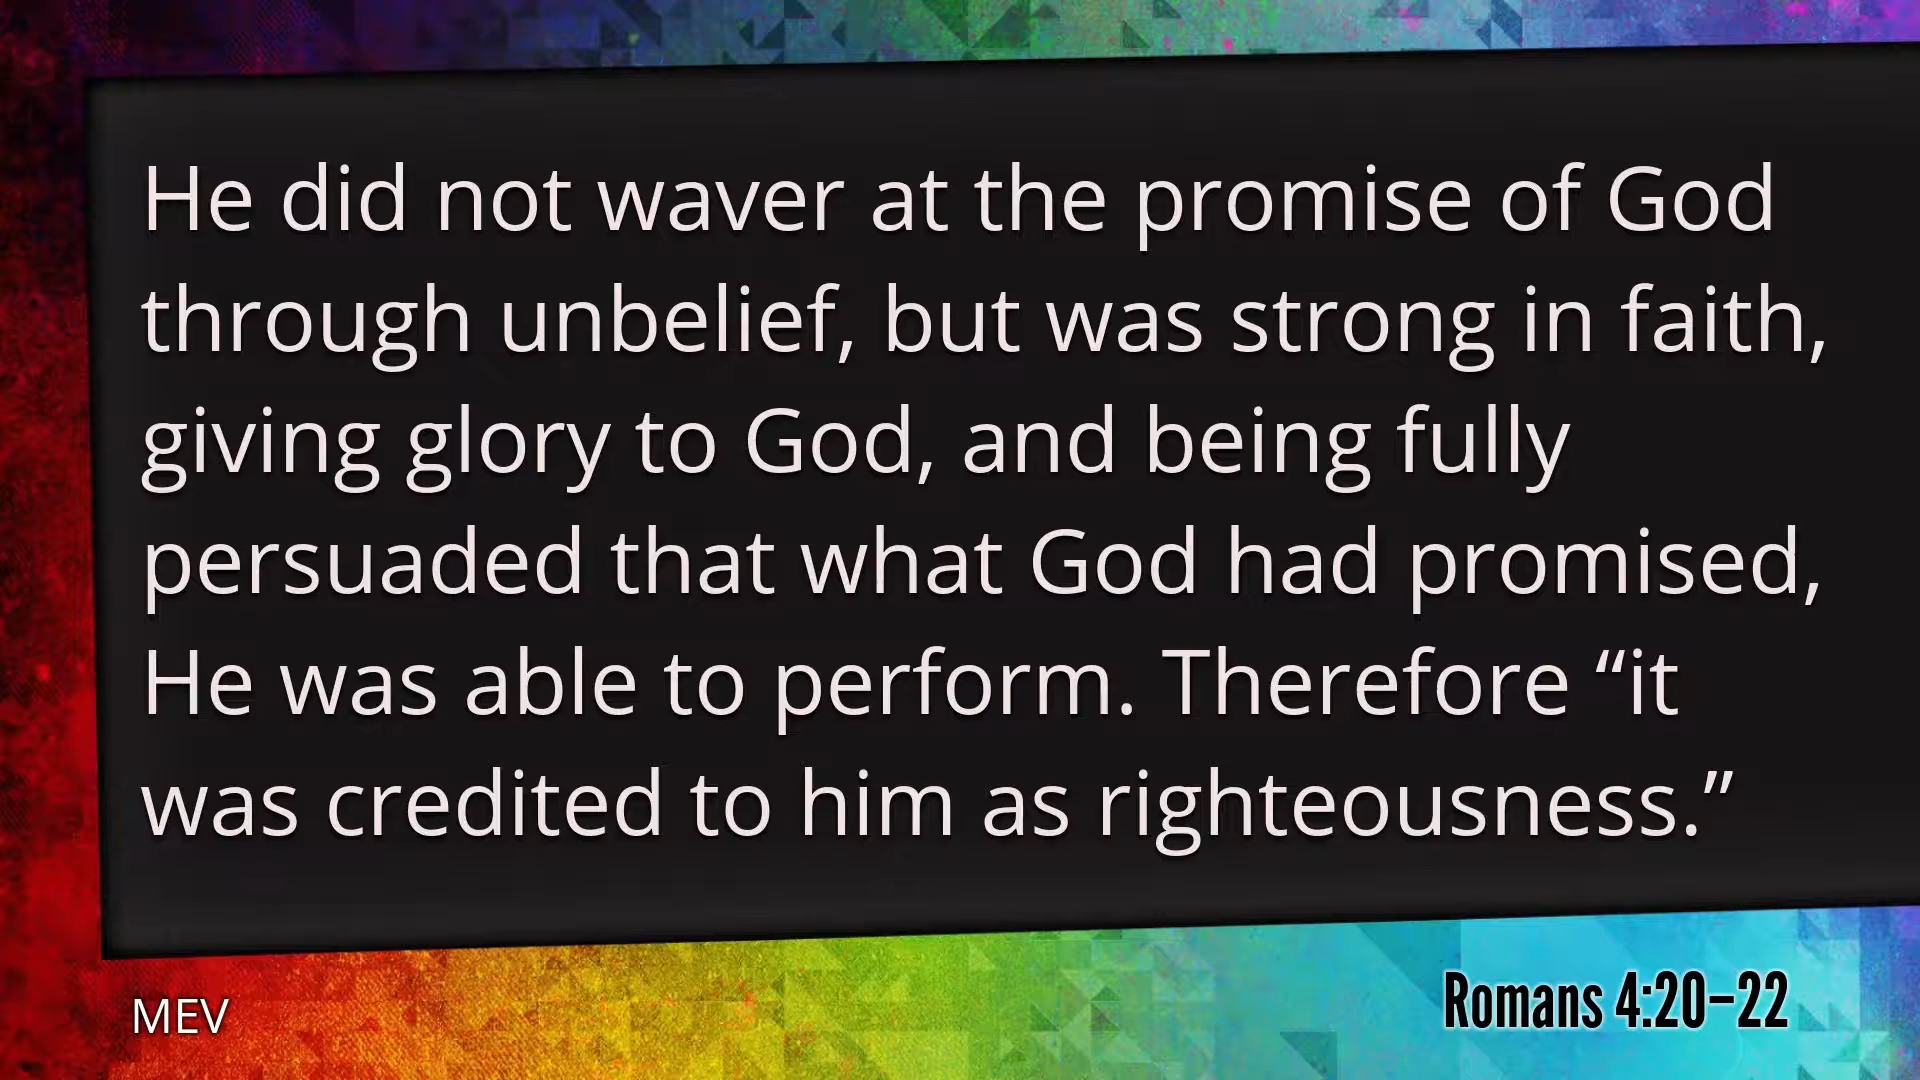 He did not waver at the promise of God
through unbelief, but was strong in faith,
giving glory to God, and being fully
persuaded that what God had promised,
He was able to perform. Therefore “it
was credited to him as righteousness.”
MEV
Romans 4:20–22